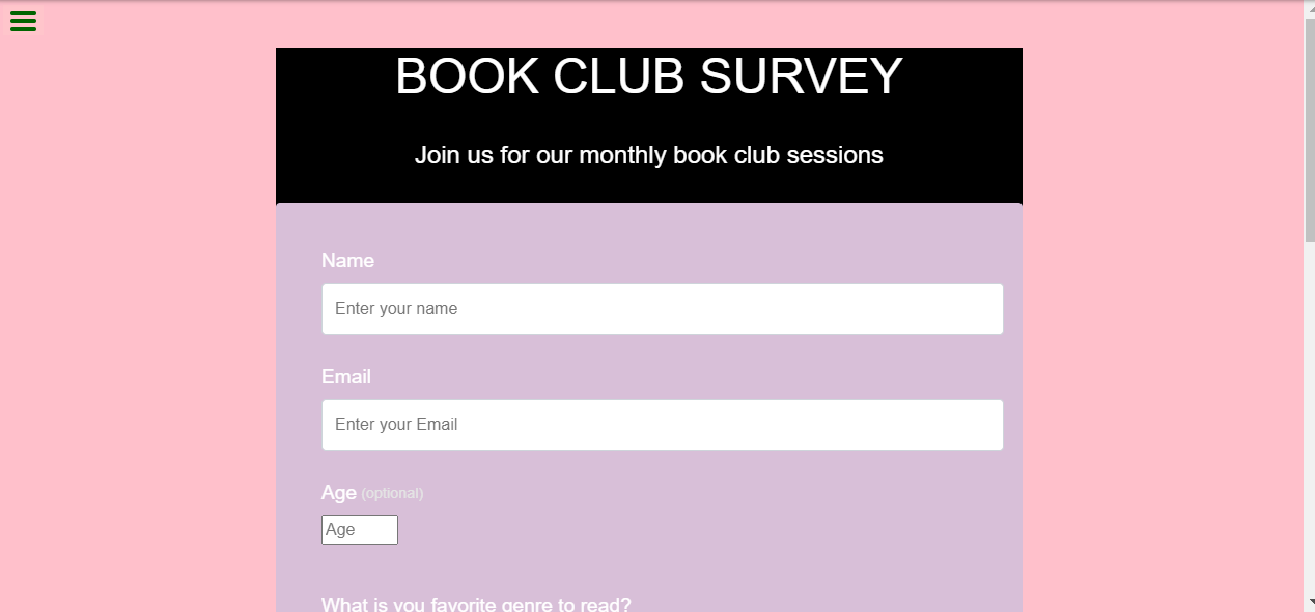 BOOK CLUB SURVEY
Join us for our monthly book club sessions
Name
Enter your name
Email
Enter your Email
Age (optional)
Age
What is you favorite genre to read?